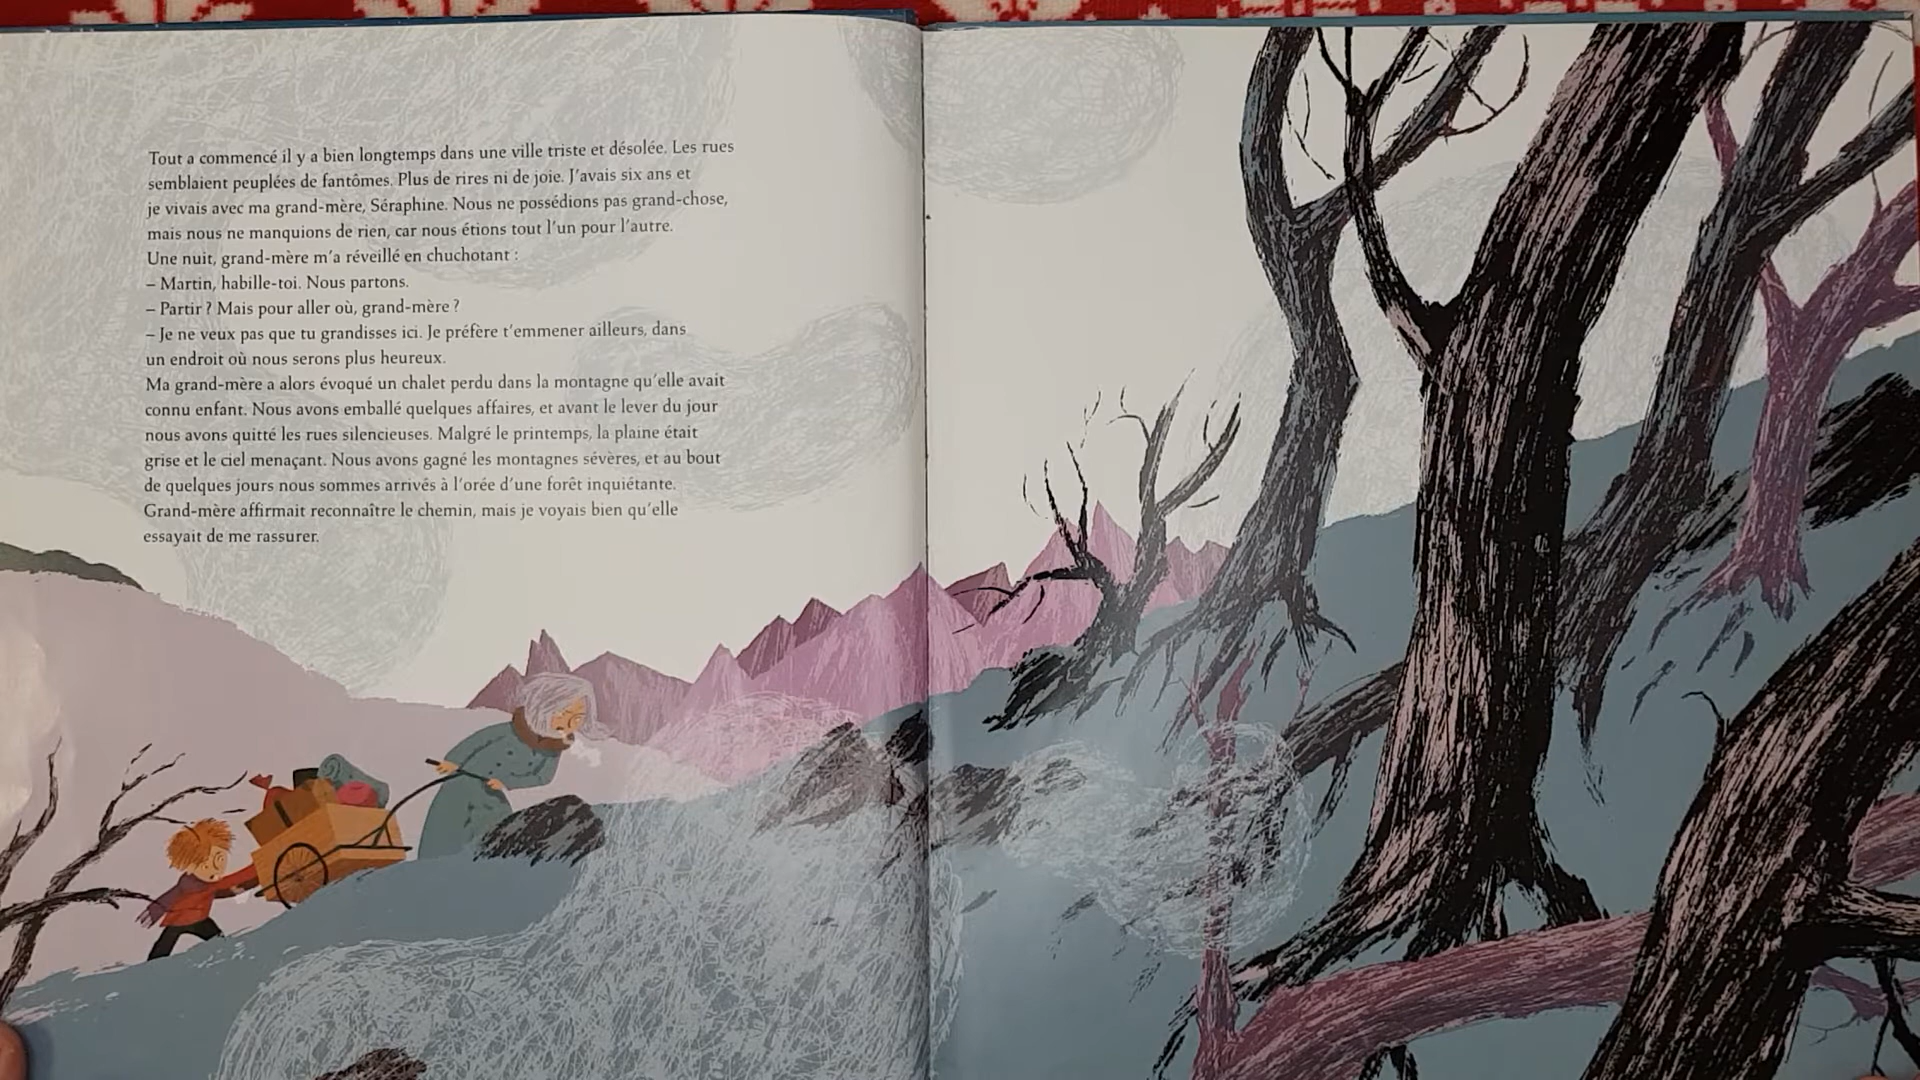 Tout a commencé il y a bien longtemps dans une ville triste et désolée. Les rues
semblaient peuplées de fantômes. Plus de rires ni de joie. J'avais six ans et
je vivais avec ma grand-mère, Séraphine. Nous ne possédions pas grand-chose,
mais nous ne manquions de rien, car nous étions tout l'un pour l'autre.
Une nuit, grand-mère m'a réveillé en chuchotant :
– Martin, habille-toi. Nous partons.
– Partir ? Mais pour aller où, grand-mère ?
– Je ne veux pas que tu grandisses ici. Je préfère t'emmener ailleurs, dans
un endroit où nous serons plus heureux.
Ma grand-mère a alors évoqué un chalet perdu dans la montagne qu'elle avait
connu enfant. Nous avons emballé quelques affaires, et avant le lever du jour
nous avons quitté les rues silencieuses. Malgré le printemps, la plaine était
grise et le ciel menaçant. Nous avons gagné les montagnes sévères, et au bout
de quelques jours nous sommes arrivés à l'orée d'une forêt inquiétante.
Grand-mère affirmait reconnaître le chemin, mais je voyais bien qu'elle
essayait de me rassurer.